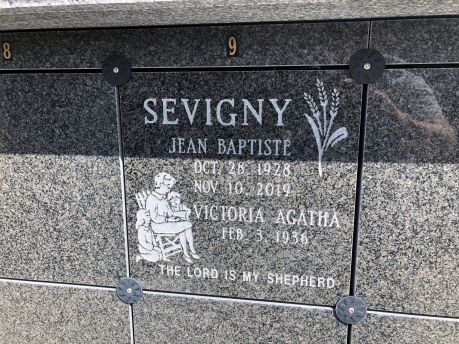 8
9
SEVIGNY
JEAN BAPTISTE
OCT. 28, 1928
NOV. 10, 2019
VICTORIA AGATHA
FEB. 3, 1936
THE LORD IS MY SHEPHERD